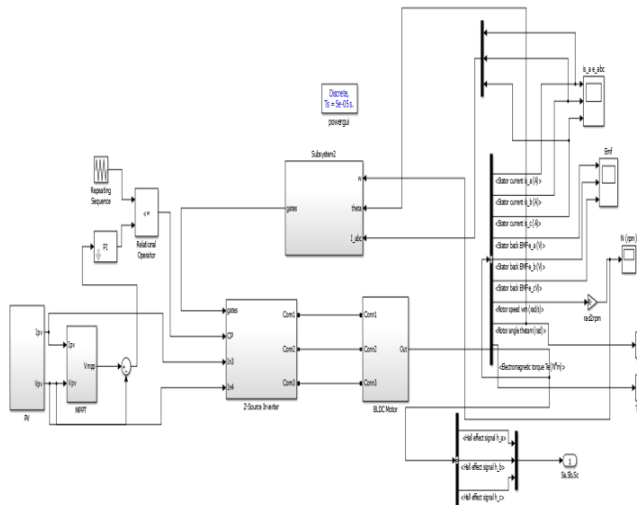 is_a e_abc
Discrete,
Ts = 5e-05 s.
powergui
Emf
Subsystem2
Repeating
Sequence
w
<Stator current is_a (A)>
gates
theta
<Stator current is_b (A)>
<=
I_abc
<Stator current is_c (A)>
N (rpm)
PI
Relational
Operator
<Stator back EMF e_a (V)>
<Stator back EMF e_b (V)>
<Stator back EMF e_c (V)>
<Rotor speed wm (rad/s)>
rad2rpm
gates
Conn1
Conn1
<Rotor angle thetam (rad)>
Ipv
Ipv
CP
Vmpp
Conn2
Conn2
Out
Vpv
Vpv
In3
<Electromagnetic torque Te (N*m)>
In4
Conn3
Conn3
PV
MPPT
Z-Source Inverter
BLDC Motor
<Hall effect signal h_a>
<Hall effect signal h_b>
1
Sa,Sb,Sc
<Hall effect signal h_c>